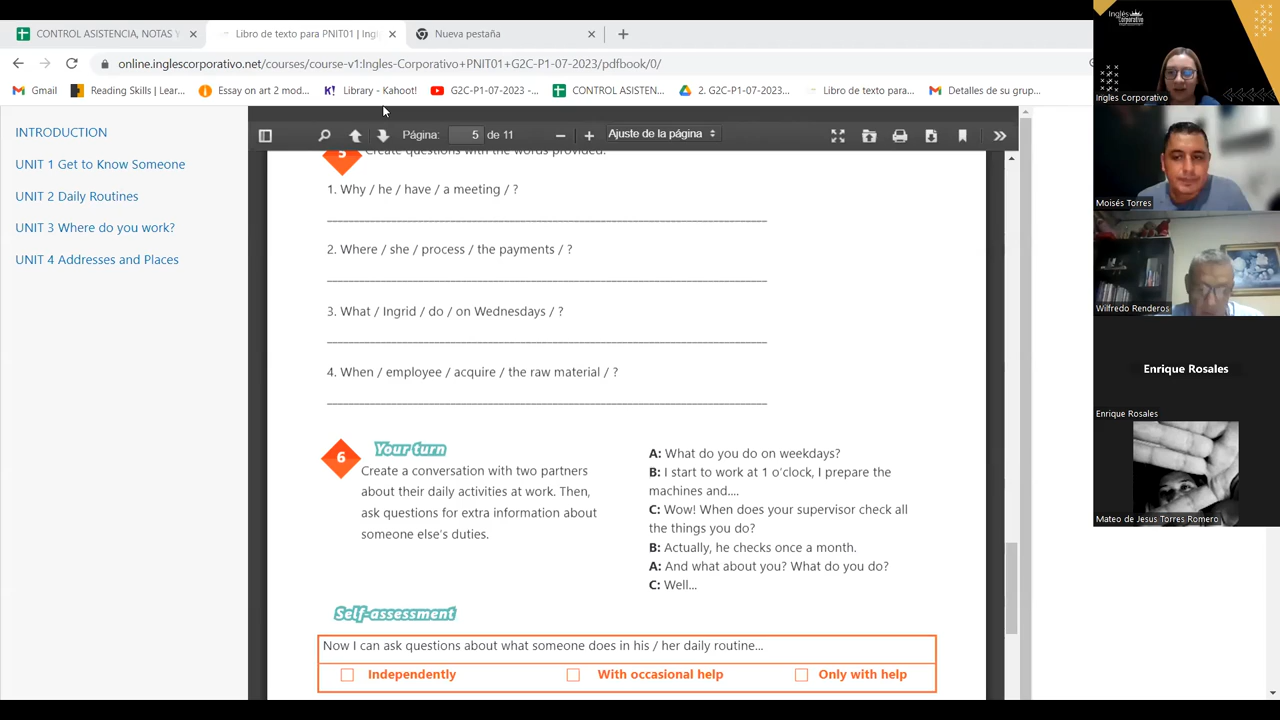 CONTROL ASISTENCIA, NOTAS Y
Libro de texto para PNIT01 | Ingl
Nueva pestaña
online.inglescorporativo.net/courses/course-v1:Ingles-Corporativo+PNIT01+G2C-P1-07-2023/pdfbook/0/
Gmail
Reading Skills | Lear...
Essay on art 2 mod...
Library - Kahoot!
G2C-P1-07-2023 -...
CONTROL ASISTEN...
2. G2C-P1-07-2023...
Libro de texto para...
Detalles de su grup...
INTRODUCTION
UNIT 1 Get to Know Someone
UNIT 2 Daily Routines
UNIT 3 Where do you work?
UNIT 4 Addresses and Places
Página: 5 de 11
Ajuste de la página
5 Create questions with the words provided.
1. Why / he / have / a meeting / ?
2. Where / she / process / the payments / ?
3. What / Ingrid / do / on Wednesdays / ?
4. When / employee / acquire / the raw material / ?
6 Your turn
Create a conversation with two partners
about their daily activities at work. Then,
ask questions for extra information about
someone else's duties.
A: What do you do on weekdays?
B: I start to work at 1 o'clock, I prepare the
machines and....
C: Wow! When does your supervisor check all
the things you do?
B: Actually, he checks once a month.
A: And what about you? What do you do?
C: Well...
Self-assessment
Now I can ask questions about what someone does in his / her daily routine...
Independently
With occasional help
Only with help
Inglés
Corporativo
Ingles Corporativo
Moisés Torres
Wilfredo Renderos
Enrique Rosales
Enrique Rosales
Mateo de Jesus Torres Romero